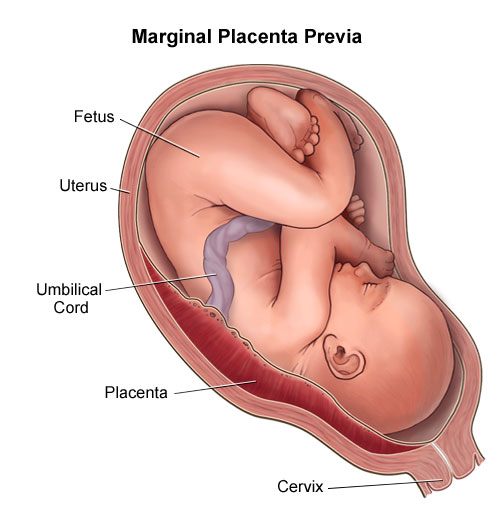 Marginal Placenta Previa
Fetus
Uterus
Umbilical
Cord
Placenta
Cervix